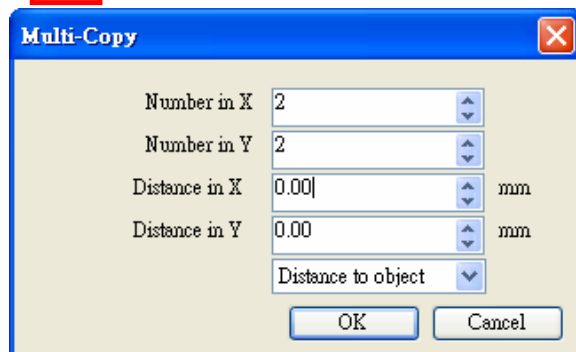 Multi-Copy
Number in X 2
Number in Y 2
Distance in X 0.00 mm
Distance in Y 0.00 mm
Distance to object
OK Cancel